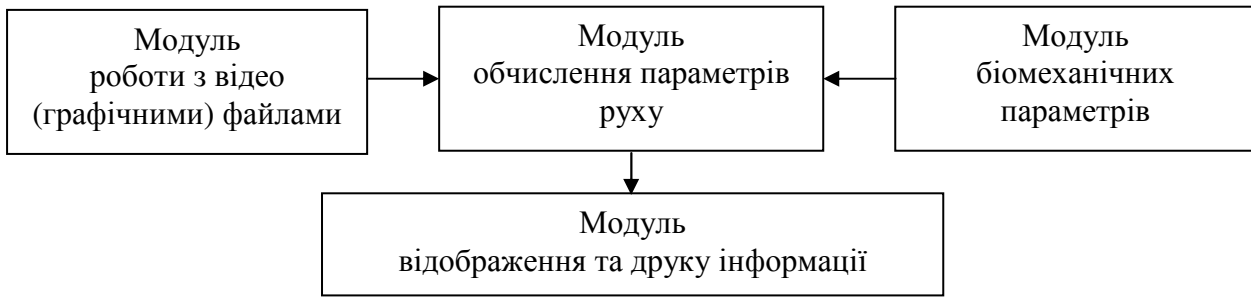 Модуль
роботи з відео
(графічними) файлами
Модуль
обчислення параметрів
руху
Модуль
біомеханічних
параметрів
Модуль
відображення та друку інформації